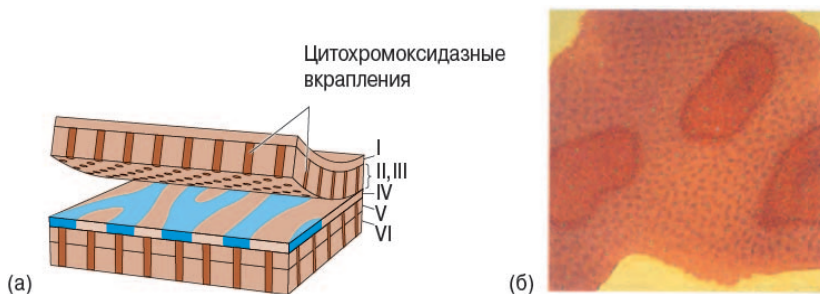 Цитохромоксидазные
вкрапления
I
II, III
IV
V
VI
(а)
(б)